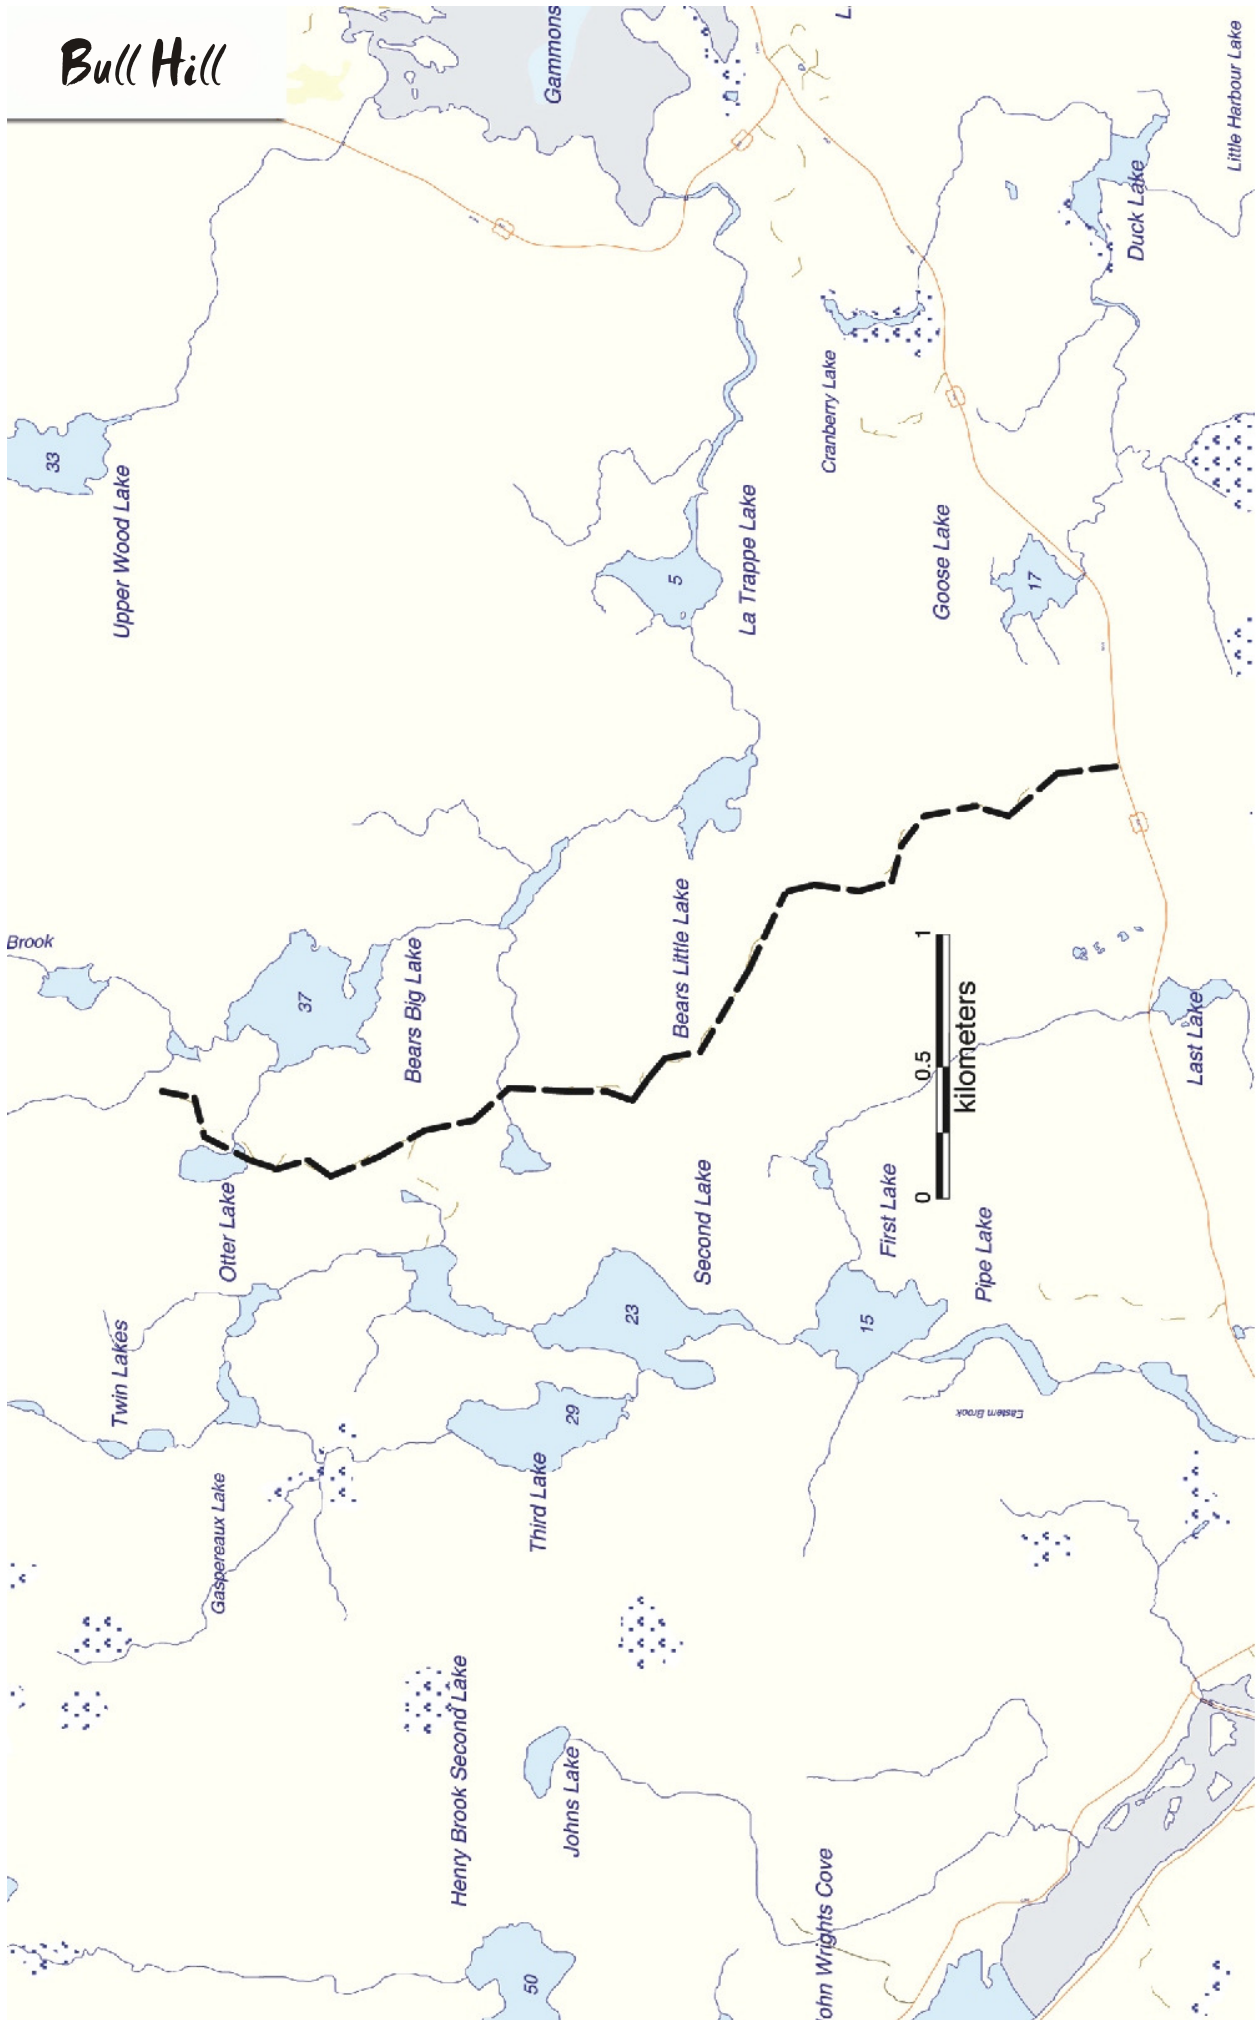 Bull Hill
Gammons
L
Little Harbour Lake
Duck Lake
Cranberry Lake
33
Upper Wood Lake
5
La Trappe Lake
Goose Lake
17
Brook
37
Bears Big Lake
Bears Little Lake
Last Lake
0 0.5 1
kilometers
Otter Lake
Second Lake
First Lake
Pipe Lake
23
15
Twin Lakes
29
Third Lake
Eastern Brook
Gaspereaux Lake
Henry Brook Second Lake
Johns Lake
ohn Wrights Cove
50